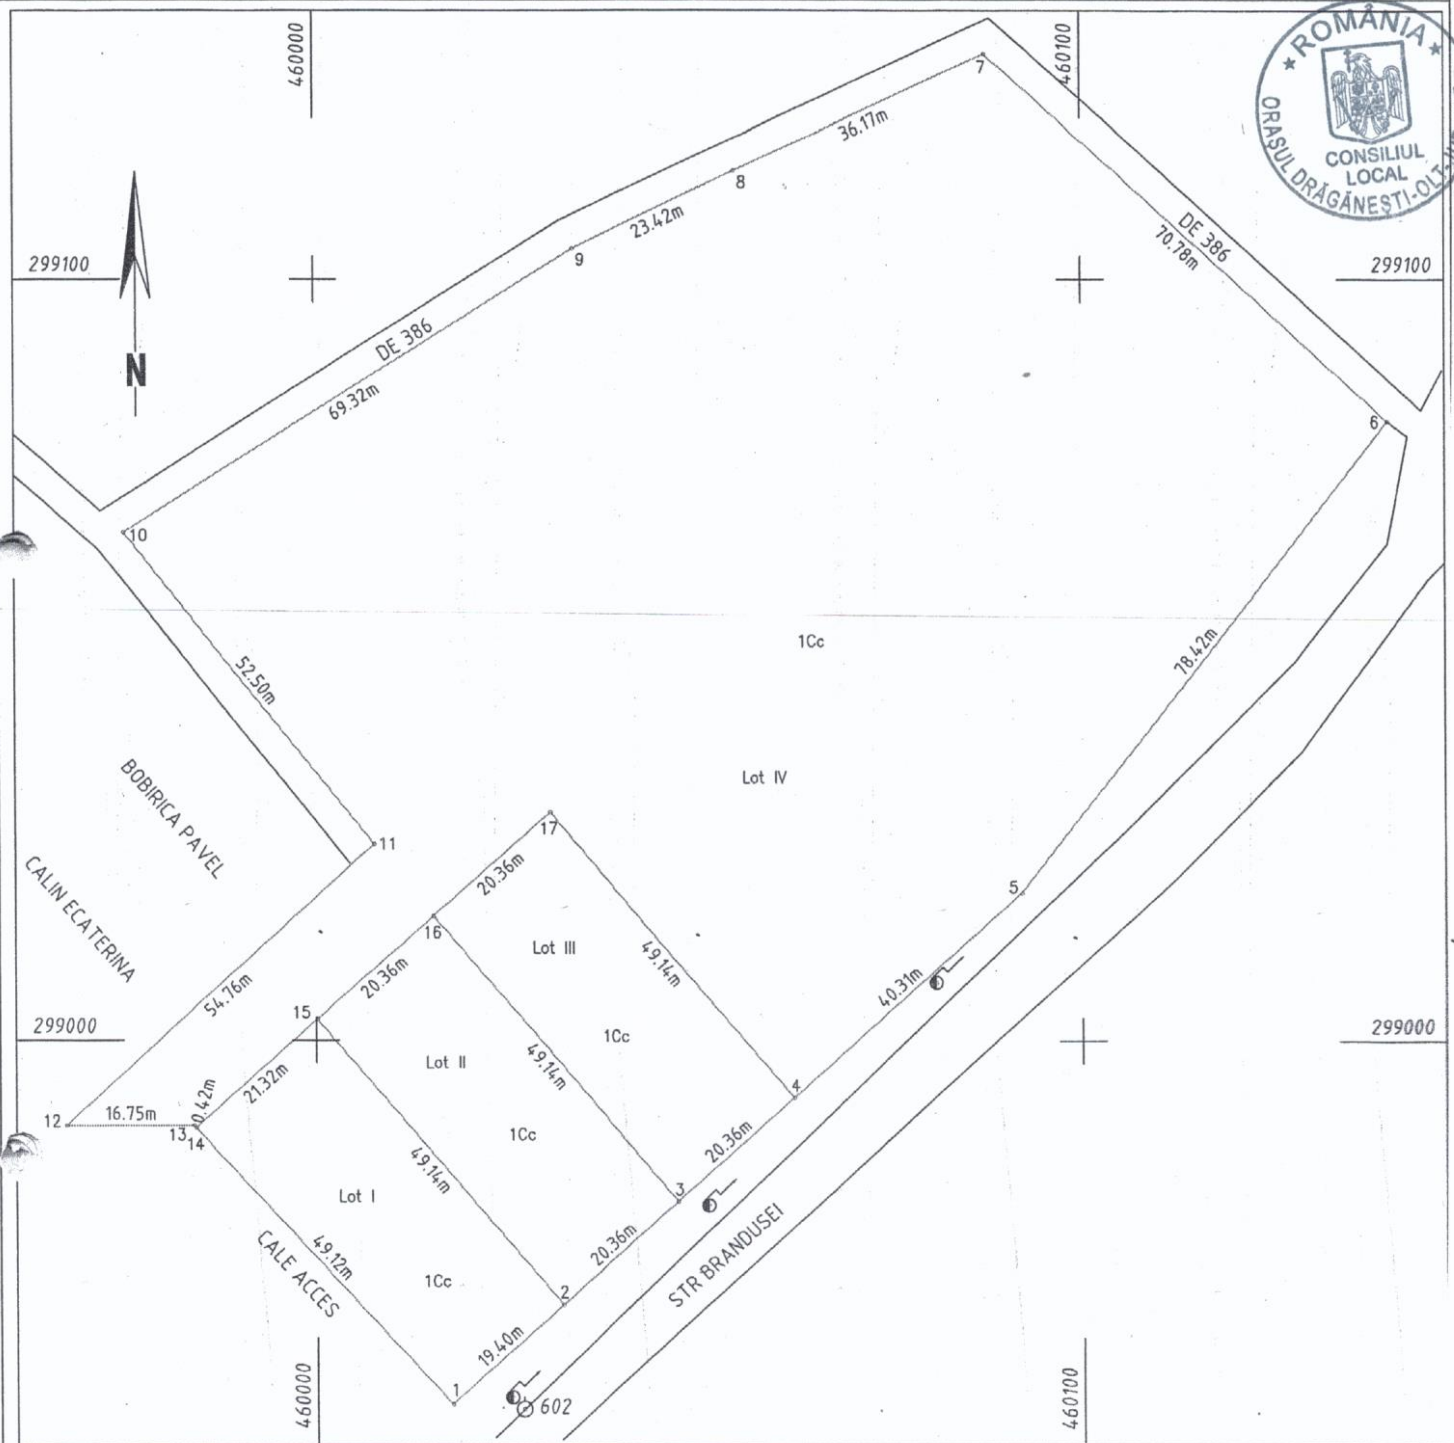 460000
460100
ROMÂNIA
CONSILIUL
LOCAL
ORAȘUL DRĂGĂNEȘTI-OLT
7
36.17m
8
23.42m
9
DE 386
70.78m
299100
299100
N
DE 386
69.32m
6
10
52.50m
1Cc
78.42m
Lot IV
BOBIRICA PAVEL
CALIN ECATERINA
11
17
20.36m
5
16
Lot III
49.14m
54.76m
20.36m
40.31m
15
299000
299000
1Cc
Lot II
49.14m
21.32m
0.42m
12
16.75m
13
14
4
1Cc
20.36m
49.14m
Lot I
3
CALE ACCES
49.12m
20.36m
STR BRANDUSEI
1Cc
2
19.40m
1
602
460000
460100